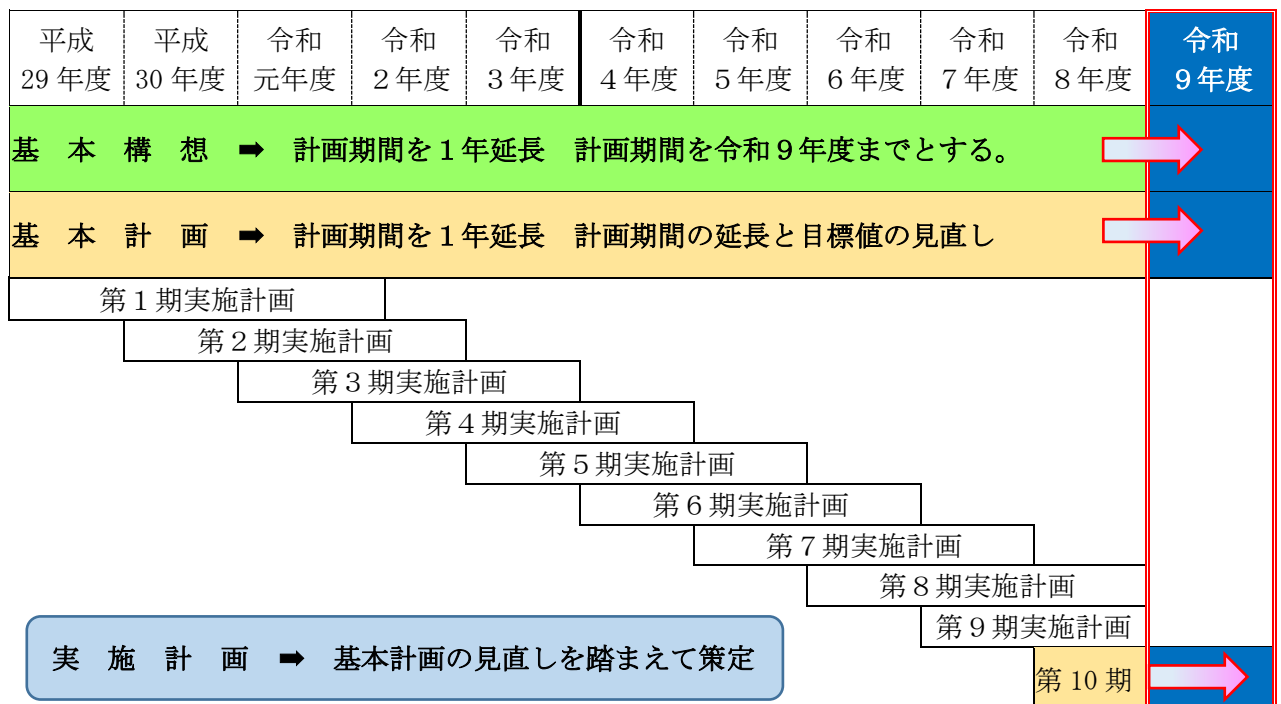 平成 29 年度 平成 30 年度 令和 元年度 令和 ２年度 令和 ３年度 令和 ４年度 令和 ５年度 令和 ６年度 令和 ７年度 令和 ８年度 令和 ９年度
基　本　構　想　➡　計画期間を１年延長　計画期間を令和９年度までとする。
基　本　計　画　➡　計画期間を１年延長　計画期間の延長と目標値の見直し
第１期実施計画
第２期実施計画
第３期実施計画
第４期実施計画
第５期実施計画
第６期実施計画
第７期実施計画
第８期実施計画
第９期実施計画
実　施　計　画　➡　基本計画の見直しを踏まえて策定
第 10 期